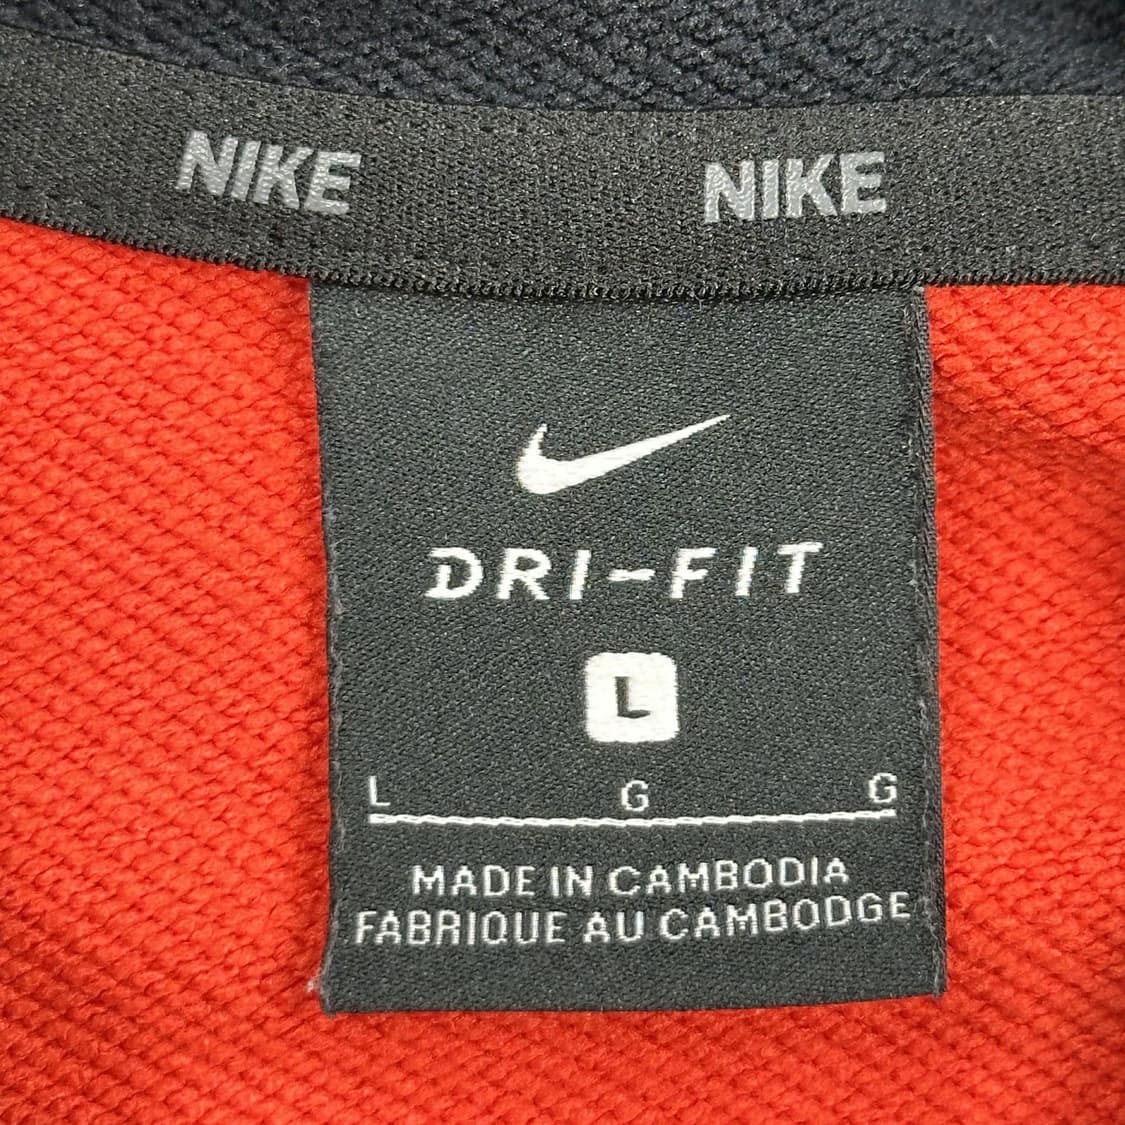 NIKE NIKE
DRI-FIT
L
L G G
MADE IN CAMBODIA
FABRIQUE AU CAMBODGE